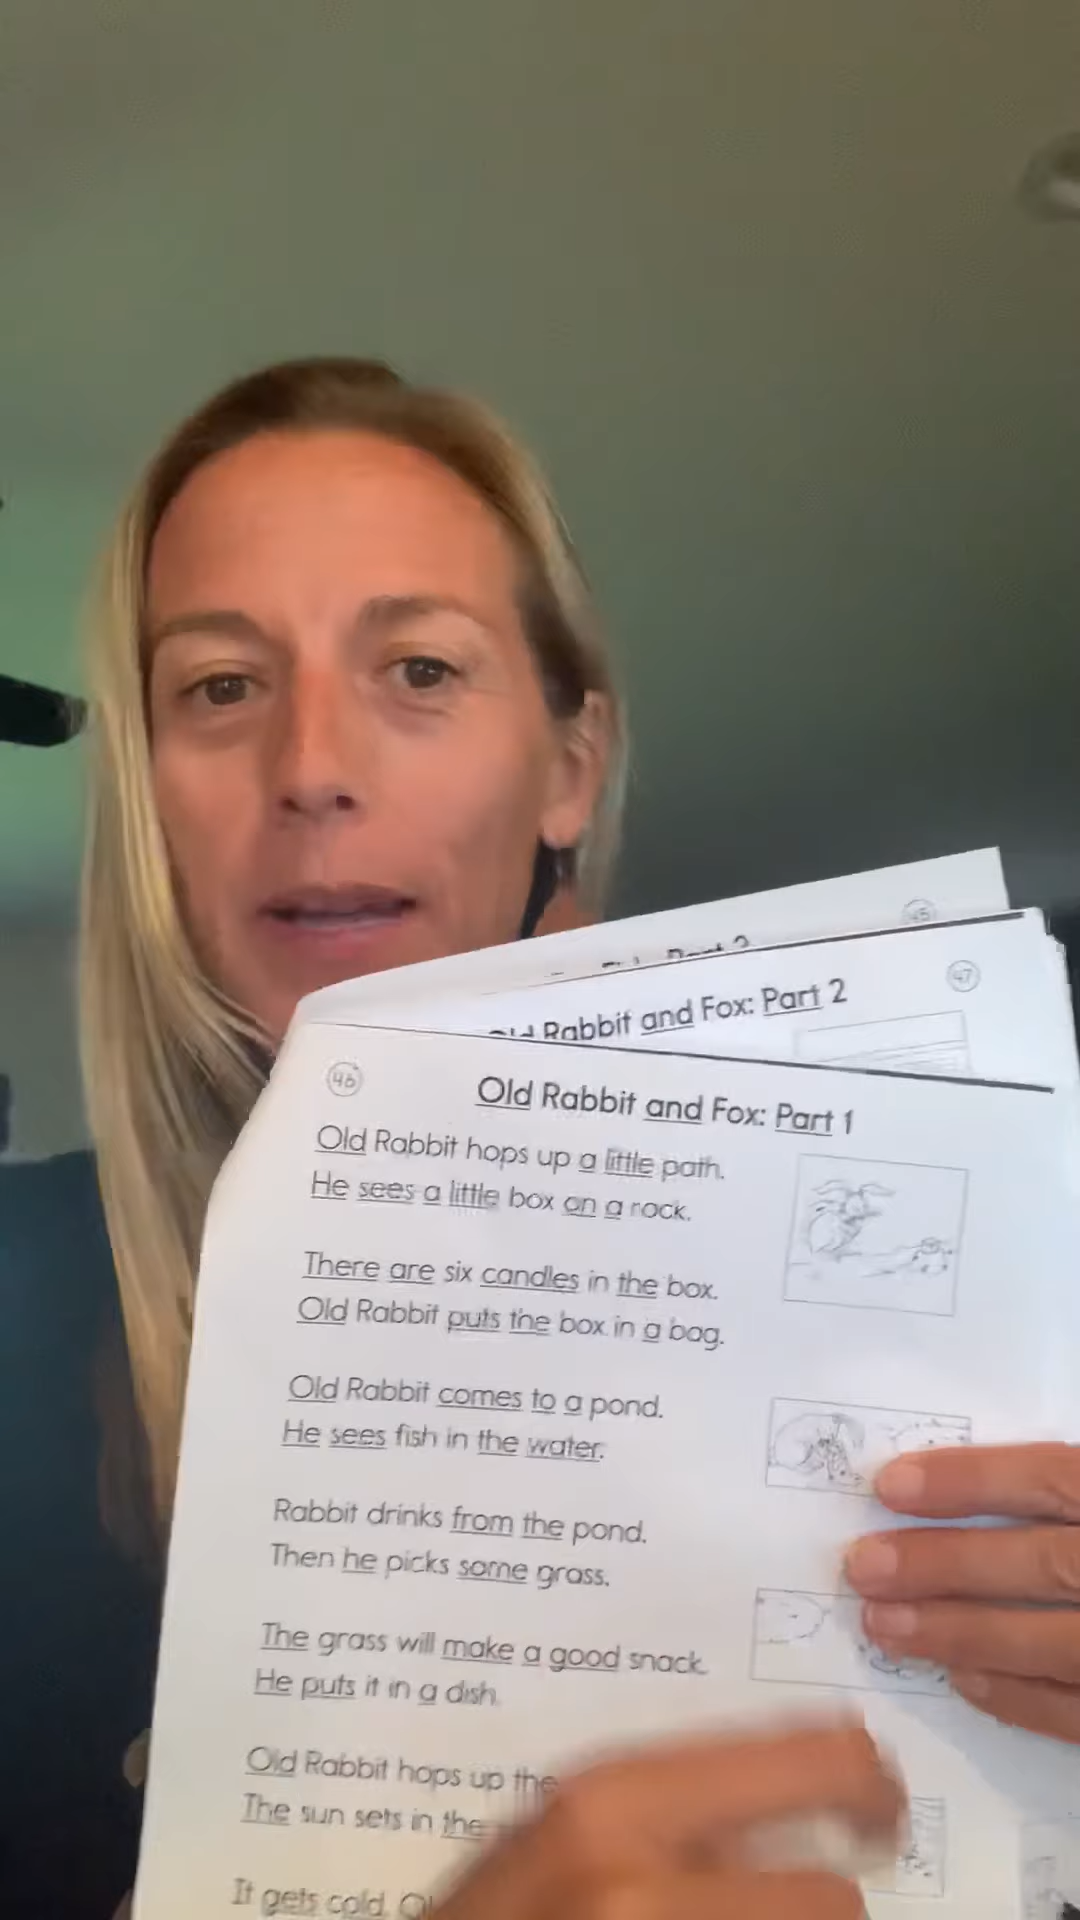 45
Part 2
47
Rabbit and Fox: Part 2
46
Old Rabbit and Fox: Part 1
Old Rabbit hops up a little path.
He sees a little box on a rock.
There are six candles in the box.
Old Rabbit puts the box in a bag.
Old Rabbit comes to a pond.
He sees fish in the water.
Rabbit drinks from the pond.
Then he picks some grass.
The grass will make a good snack.
He puts it in a dish.
Old Rabbit hops up the
The sun sets in the
It gets cold.